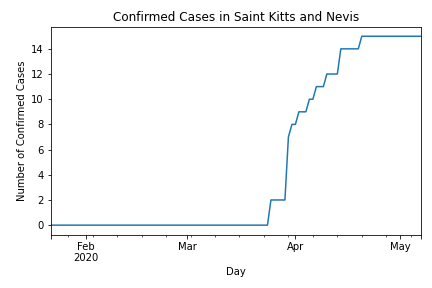 Confirmed Cases in Saint Kitts and Nevis
Number of Confirmed Cases
14
12
10
8
6
4
2
0
Feb Mar Apr May
2020
Day